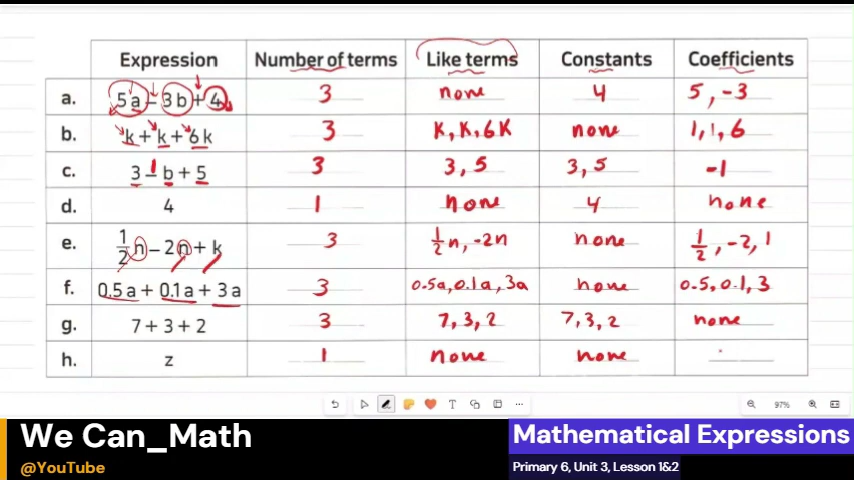 Expression Number of terms Like terms Constants Coefficients
a. 5a - 3b + 4 3 none 4 5, -3
b. k + k + 6k 3 K, K, 6K none 1, 1, 6
c. 3 - b + 5 3 3, 5 3, 5 -1
d. 4 1 none 4 none
e. 1/2 n - 2n + k 3 1/2 n, -2n none 1/2, -2, 1
f. 0.5a + 0.1a + 3a 3 0.5a, 0.1a, 3a none 0.5, 0.1, 3
g. 7 + 3 + 2 3 7, 3, 2 7, 3, 2 none
h. z 1 none none
97%
We Can_Math
@YouTube
Mathematical Expressions
Primary 6, Unit 3, Lesson 1&2